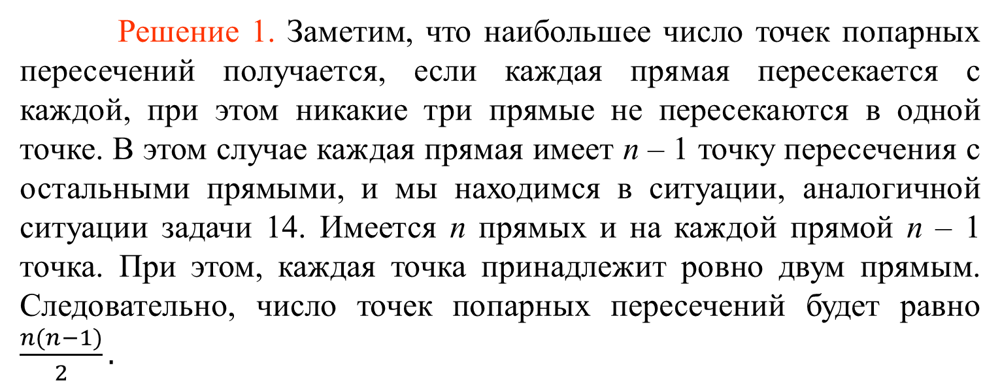 Решение 1. Заметим, что наибольшее число точек попарных
пересечений получается, если каждая прямая пересекается с
каждой, при этом никакие три прямые не пересекаются в одной
точке. В этом случае каждая прямая имеет n – 1 точку пересечения с
остальными прямыми, и мы находимся в ситуации, аналогичной
ситуации задачи 14. Имеется n прямых и на каждой прямой n – 1
точка. При этом, каждая точка принадлежит ровно двум прямым.
Следовательно, число точек попарных пересечений будет равно
n(n−1)
2 .